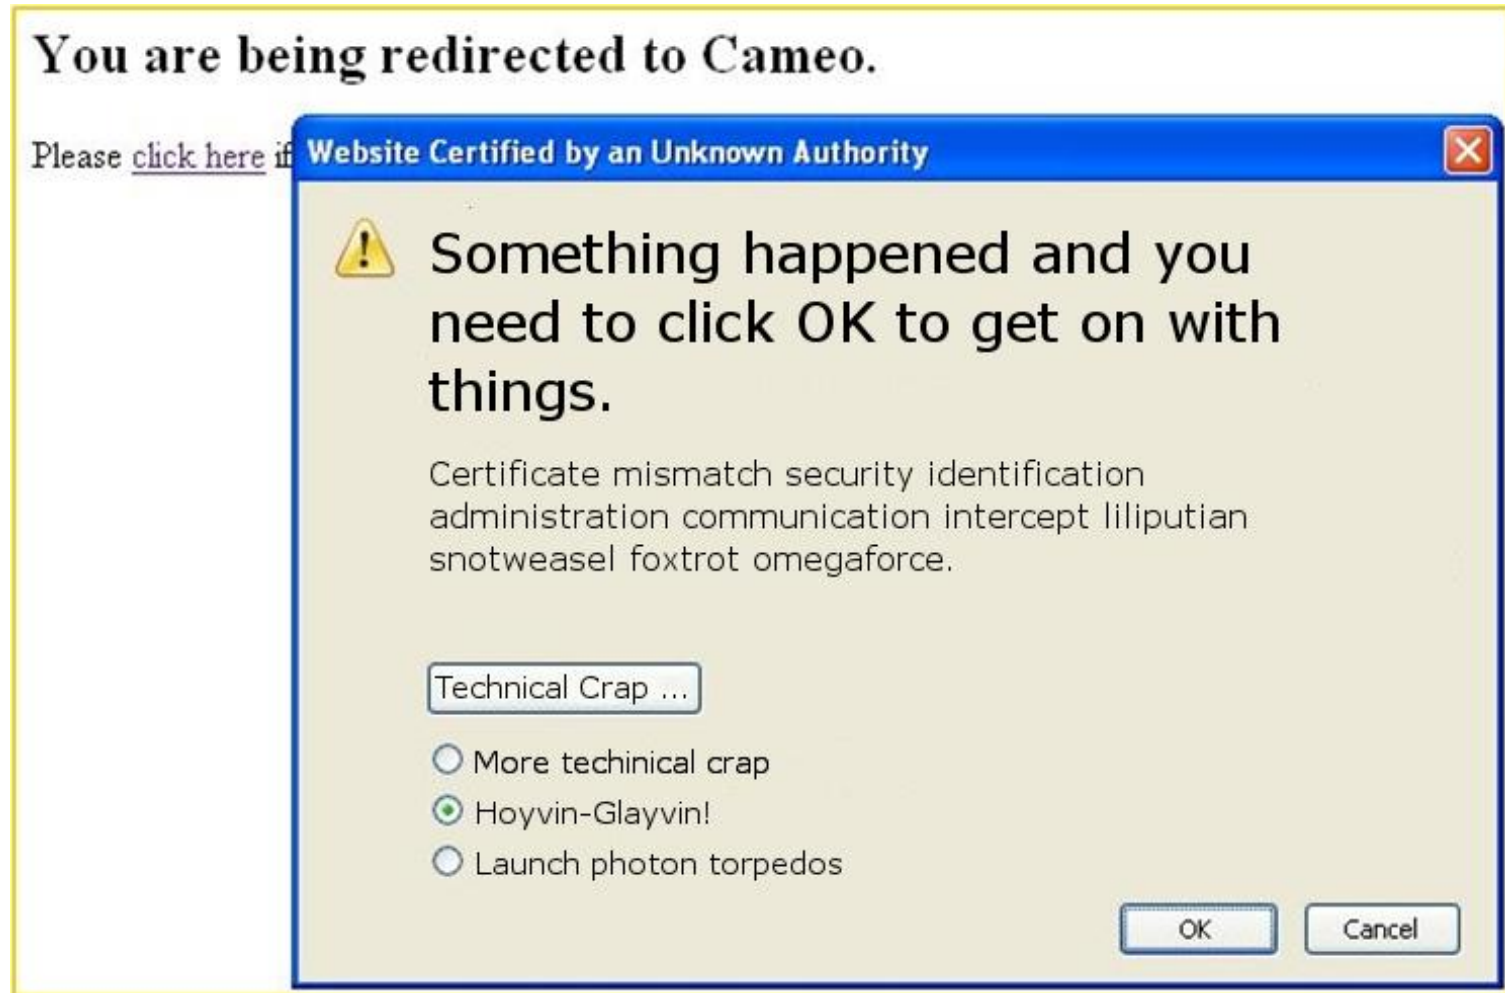 You are being redirected to Cameo.
Please click here if
Website Certified by an Unknown Authority
Something happened and you
need to click OK to get on with
things.
Certificate mismatch security identification
administration communication intercept liliputian
snotweasel foxtrot omegaforce.
Technical Crap ...
More techinical crap
Hoyvin-Glayvin!
Launch photon torpedos
OK
Cancel